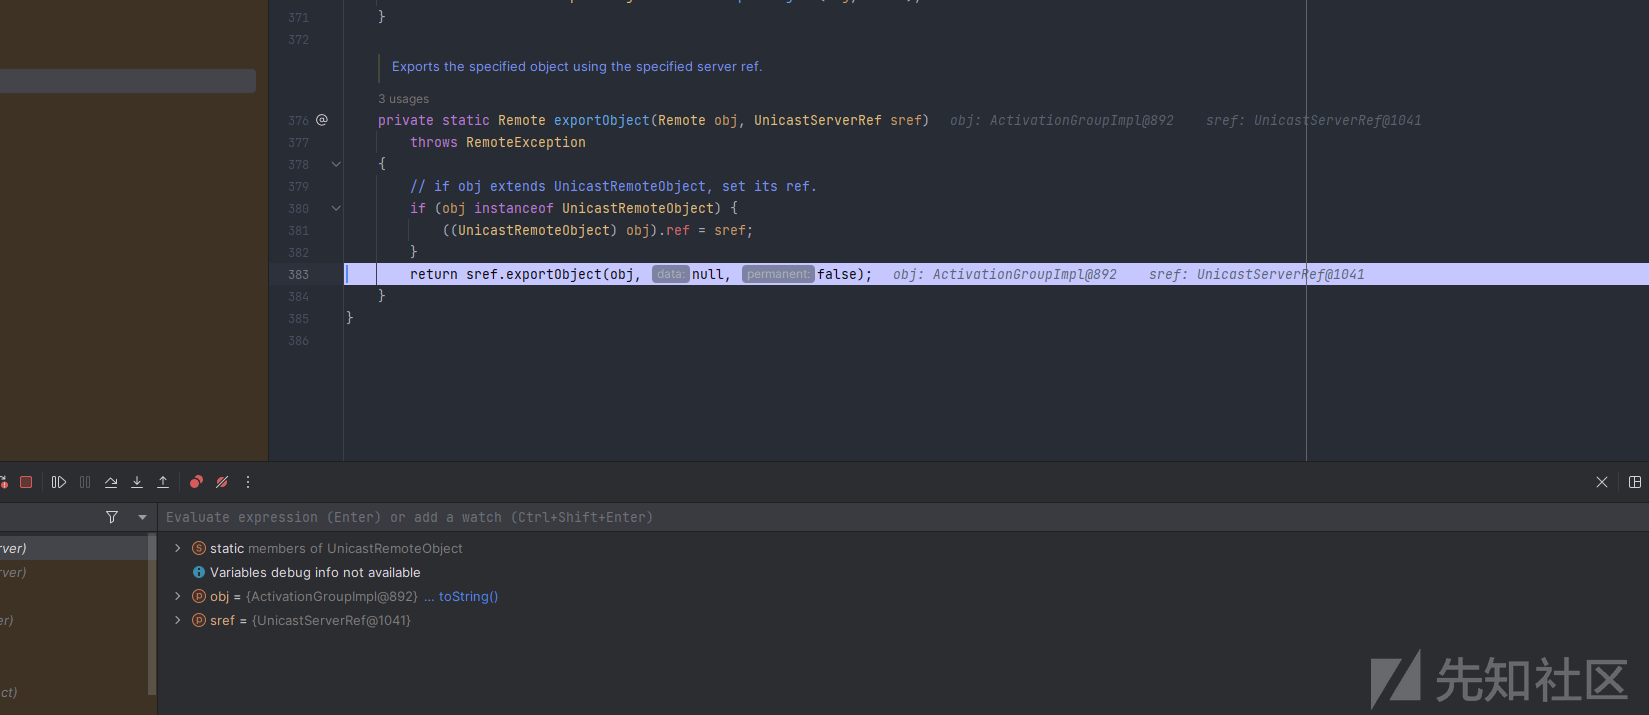 371 }
372
Exports the specified object using the specified server ref.
3 usages
376 @ private static Remote exportObject(Remote obj, UnicastServerRef sref) obj: ActivationGroupImpl@892 sref: UnicastServerRef@1041
377 throws RemoteException
378 {
379 // if obj extends UnicastRemoteObject, set its ref.
380 if (obj instanceof UnicastRemoteObject) {
381 ((UnicastRemoteObject) obj).ref = sref;
382 }
383 return sref.exportObject(obj, data: null, permanent: false); obj: ActivationGroupImpl@892 sref: UnicastServerRef@1041
384 }
385 }
386
Evaluate expression (Enter) or add a watch (Ctrl+Shift+Enter)
rver)
static members of UnicastRemoteObject
rver)
Variables debug info not available
obj = {ActivationGroupImpl@892} ... toString()
er)
sref = {UnicastServerRef@1041}
ct)
先知社区